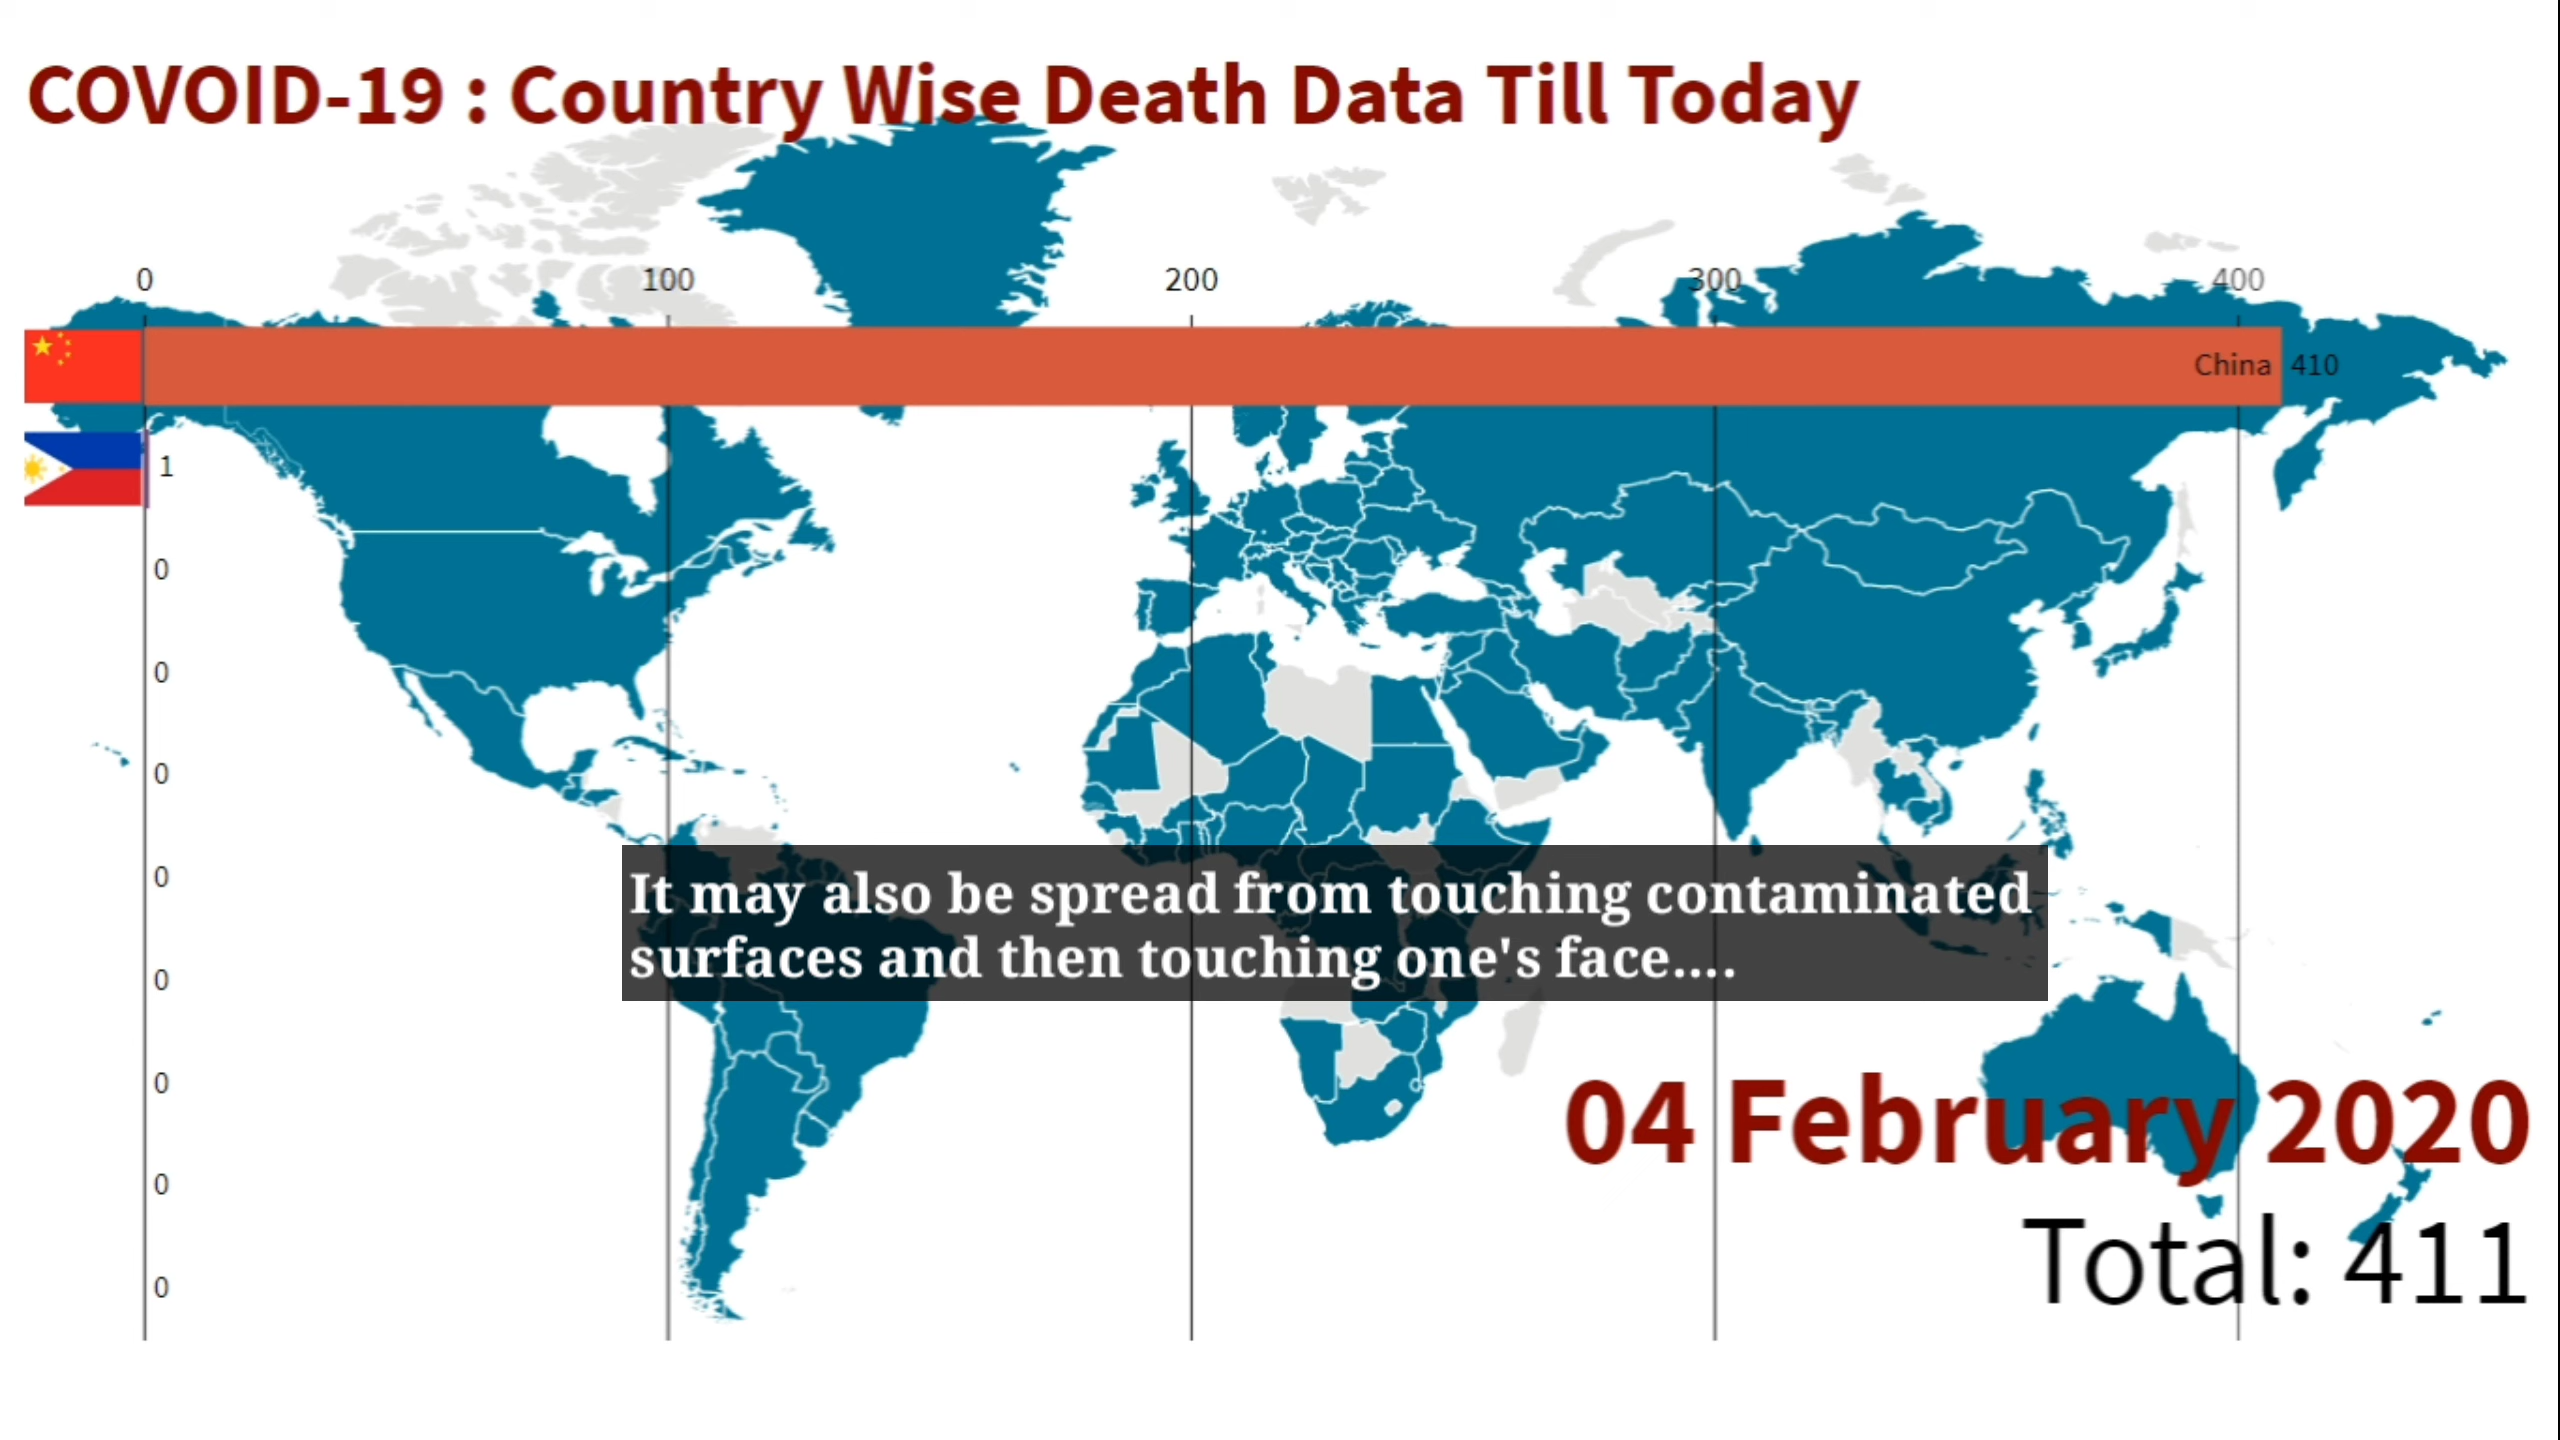 COVOID-19 : Country Wise Death Data Till Today
0 100 200 300 400
China 410
1
0
0
0
0
0
0
0
0
It may also be spread from touching contaminated
surfaces and then touching one's face....
04 February 2020
Total: 411